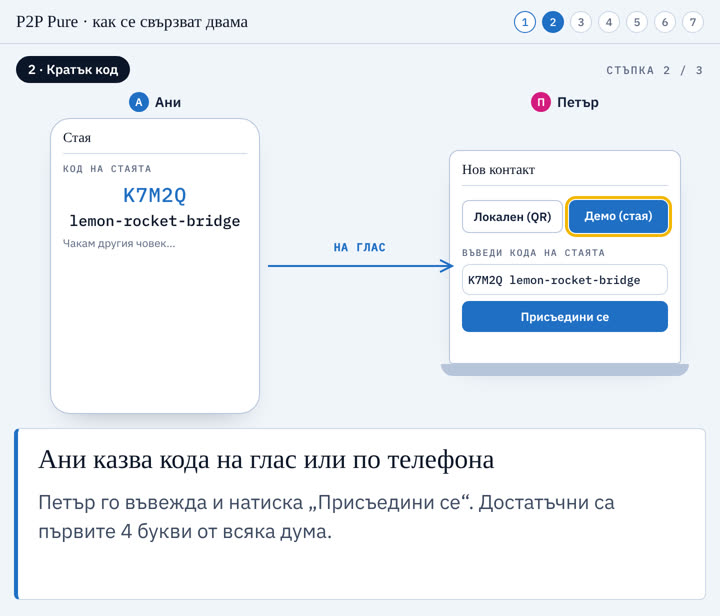 P2P Pure · как се свързват двама
1 2 3 4 5 6 7
2 · Кратък код
СТЪПКА 2 / 3
А Ани
П Петър
Стая
КОД НА СТАЯТА
K7M2Q
lemon-rocket-bridge
Чакам другия човек…
НА ГЛАС
Нов контакт
Локален (QR)
Демо (стая)
ВЪВЕДИ КОДА НА СТАЯТА
K7M2Q lemon-rocket-bridge
Присъедини се
Ани казва кода на глас или по телефона
Петър го въвежда и натиска „Присъедини се“. Достатъчни са
първите 4 букви от всяка дума.